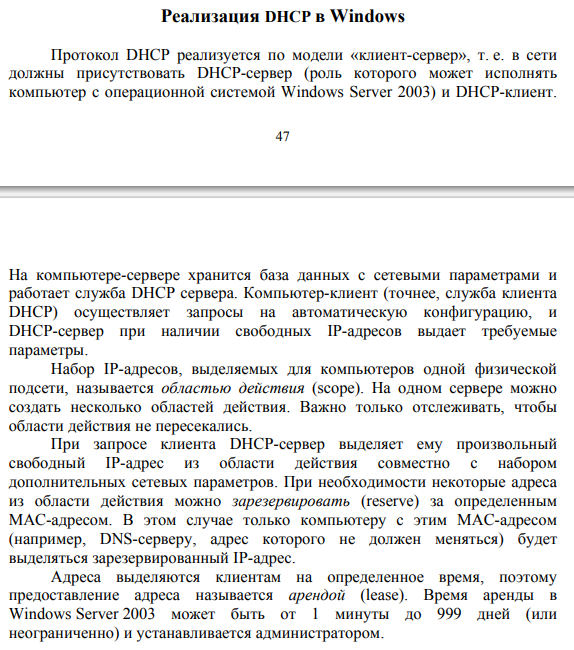 Реализация DHCP в Windows
Протокол DHCP реализуется по модели «клиент-сервер», т. е. в сети
должны присутствовать DHCP-сервер (роль которого может исполнять
компьютер с операционной системой Windows Server 2003) и DHCP-клиент.
47
На компьютере-сервере хранится база данных с сетевыми параметрами и
работает служба DHCP сервера. Компьютер-клиент (точнее, служба клиента
DHCP) осуществляет запросы на автоматическую конфигурацию, и
DHCP-сервер при наличии свободных IP-адресов выдает требуемые
параметры.
Набор IP-адресов, выделяемых для компьютеров одной физической
подсети, называется областью действия (scope). На одном сервере можно
создать несколько областей действия. Важно только отслеживать, чтобы
области действия не пересекались.
При запросе клиента DHCP-сервер выделяет ему произвольный
свободный IP-адрес из области действия совместно с набором
дополнительных сетевых параметров. При необходимости некоторые адреса
из области действия можно зарезервировать (reserve) за определенным
MAC-адресом. В этом случае только компьютеру с этим MAC-адресом
(например, DNS-серверу, адрес которого не должен меняться) будет
выделяться зарезервированный IP-адрес.
Адреса выделяются клиентам на определенное время, поэтому
предоставление адреса называется арендой (lease). Время аренды в
Windows Server 2003 может быть от 1 минуты до 999 дней (или
неограниченно) и устанавливается администратором.